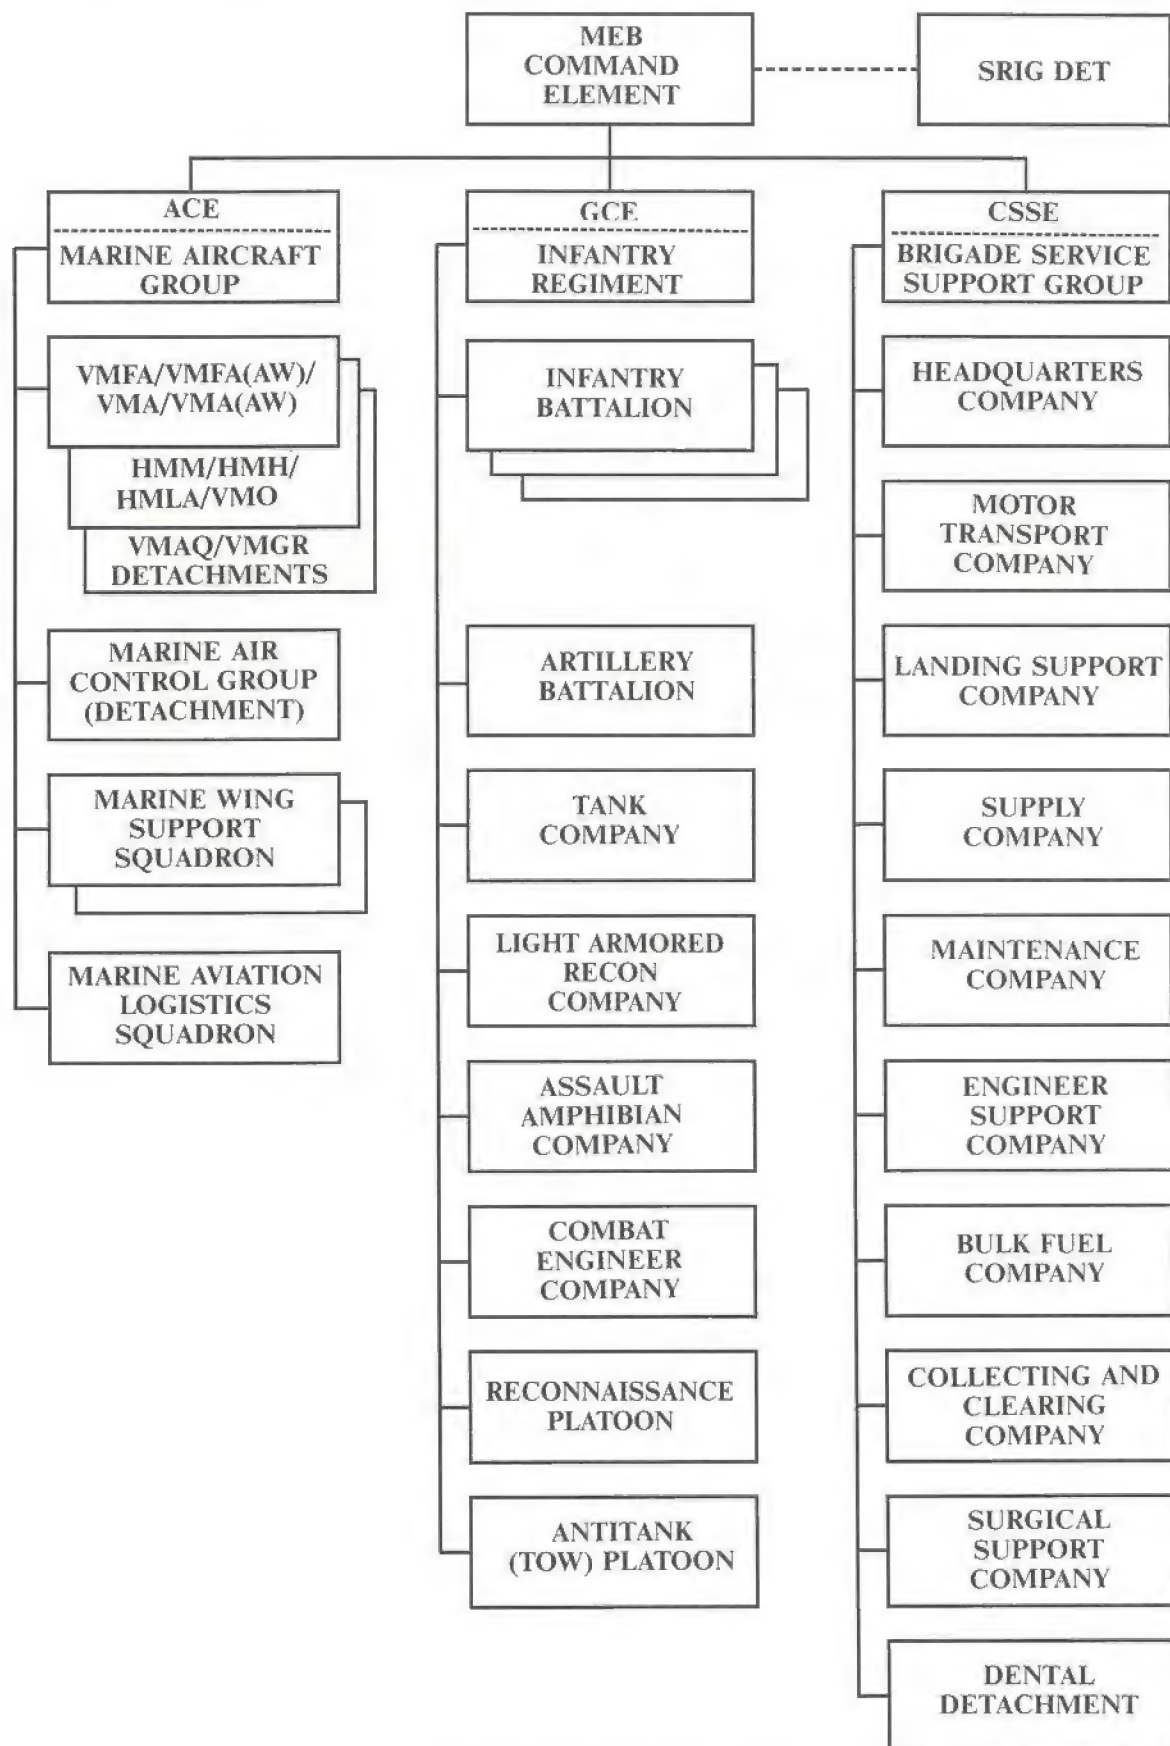 MEB
COMMAND
ELEMENT
SRIG DET
ACE
MARINE AIRCRAFT
GROUP
VMFA/VMFA(AW)/
VMA/VMA(AW)
HMM/HMH/
HMLA/VMO
VMAQ/VMGR
DETACHMENTS
MARINE AIR
CONTROL GROUP
(DETACHMENT)
MARINE WING
SUPPORT
SQUADRON
MARINE AVIATION
LOGISTICS
SQUADRON
GCE
INFANTRY
REGIMENT
INFANTRY
BATTALION
ARTILLERY
BATTALION
TANK
COMPANY
LIGHT ARMORED
RECON
COMPANY
ASSAULT
AMPHIBIAN
COMPANY
COMBAT
ENGINEER
COMPANY
RECONNAISSANCE
PLATOON
ANTITANK
(TOW) PLATOON
CSSE
BRIGADE SERVICE
SUPPORT GROUP
HEADQUARTERS
COMPANY
MOTOR
TRANSPORT
COMPANY
LANDING SUPPORT
COMPANY
SUPPLY
COMPANY
MAINTENANCE
COMPANY
ENGINEER
SUPPORT
COMPANY
BULK FUEL
COMPANY
COLLECTING AND
CLEARING
COMPANY
SURGICAL
SUPPORT
COMPANY
DENTAL
DETACHMENT